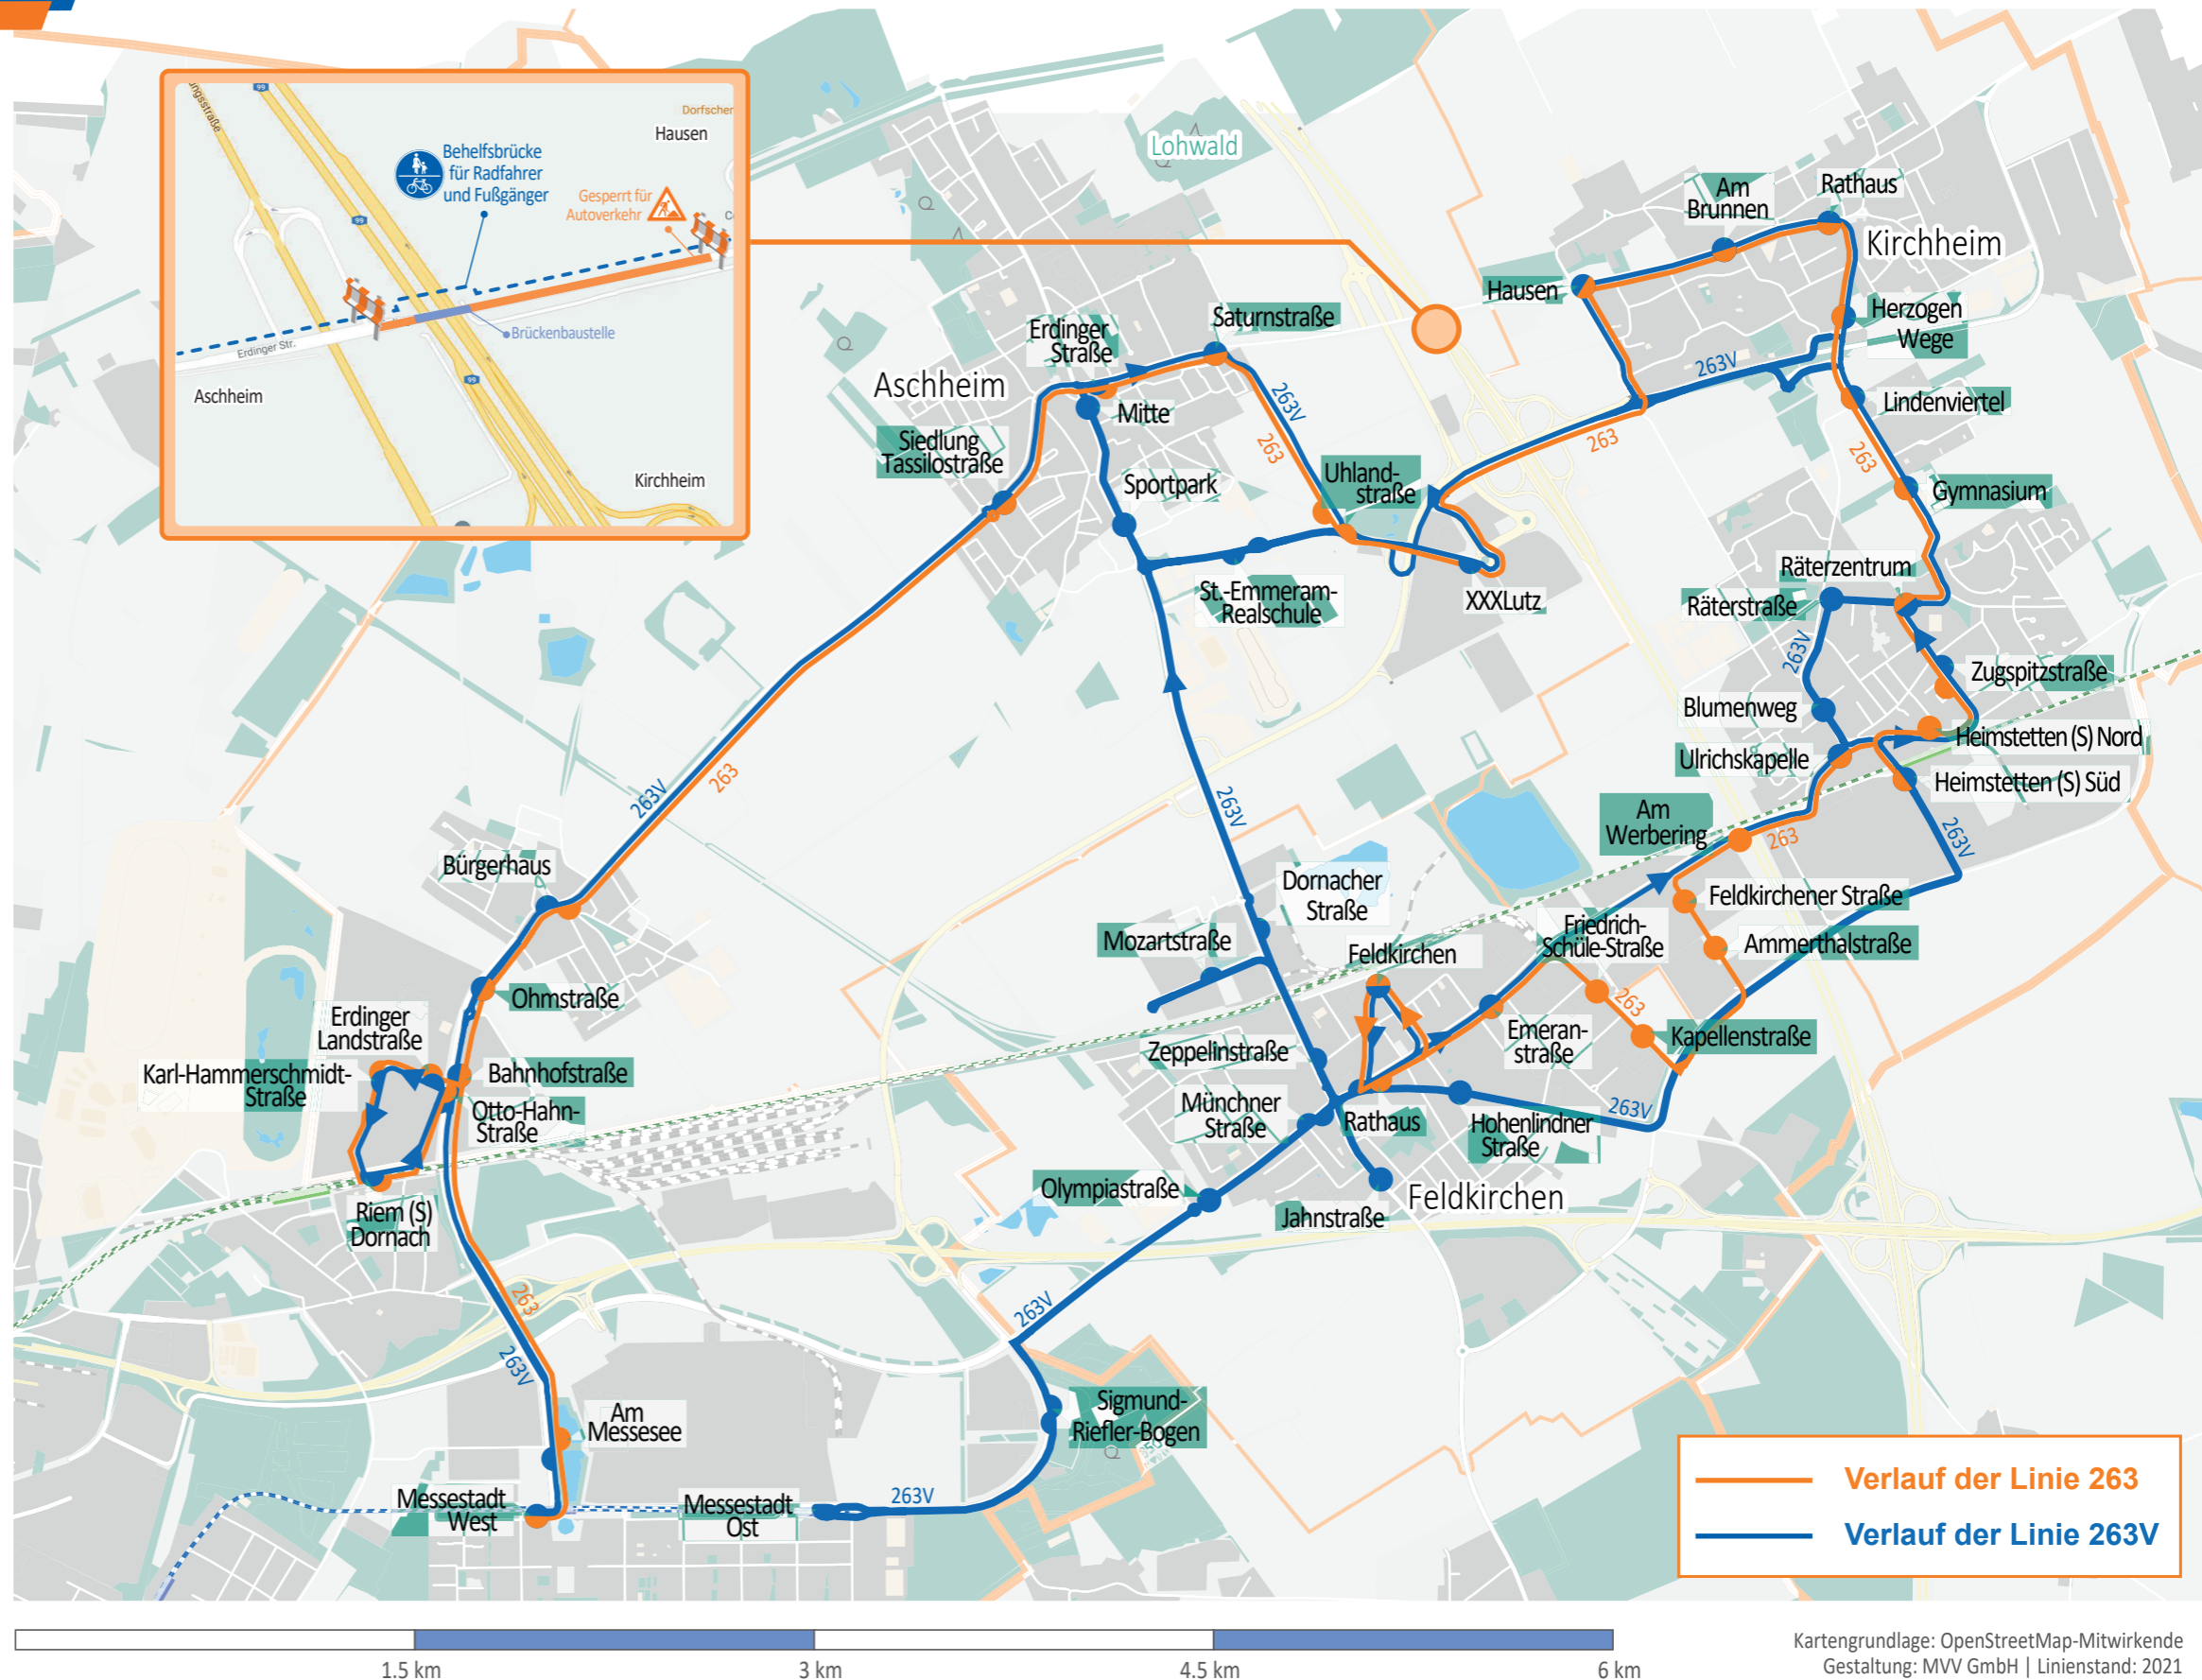 99
Dorfscher
Hausen
Behelfsbrücke
für Radfahrer
und Fußgänger
Gesperrt für
Autoverkehr
99
Brückenbaustelle
Erdinger Str.
99
Aschheim
Kirchheim
Lohwald
Am
Brunnen
Rathaus
Kirchheim
Hausen
Herzogen
Wege
Saturnstraße
Erdinger
Straße
Aschheim
Mitte
263V
263V
263
263
Lindenviertel
263
Siedlung
Tassilostraße
Sportpark
Uhland-
straße
Gymnasium
St.-Emmeram-
Realschule
XXXLutz
Räterzentrum
Räterstraße
263V
Zugspitzstraße
Blumenweg
Heimstetten (S) Nord
Ulrichskapelle
Heimstetten (S) Süd
263V
263
263V
Am
Werbering
263
263V
Bürgerhaus
Dornacher
Straße
Feldkirchener Straße
Mozartstraße
Feldkirchen
Friedrich-
Schüle-Straße
Ammerthalstraße
Ohmstraße
263
Erdinger
Landstraße
Emeran-
straße
Kapellenstraße
Karl-Hammerschmidt-
Straße
Bahnhofstraße
Zeppelinstraße
Otto-Hahn-
Straße
Münchner
Straße
Rathaus
Hohenlindner
Straße
263V
Olympiastraße
Jahnstraße
Feldkirchen
Riem (S)
Dornach
263
263V
263V
Am
Messesee
Sigmund-
Riefler-Bogen
Messestadt
West
Messestadt
Ost
263V
Verlauf der Linie 263
Verlauf der Linie 263V
1.5 km
3 km
4.5 km
6 km
Kartengrundlage: OpenStreetMap-Mitwirkende
Gestaltung: MVV GmbH | Linienstand: 2021